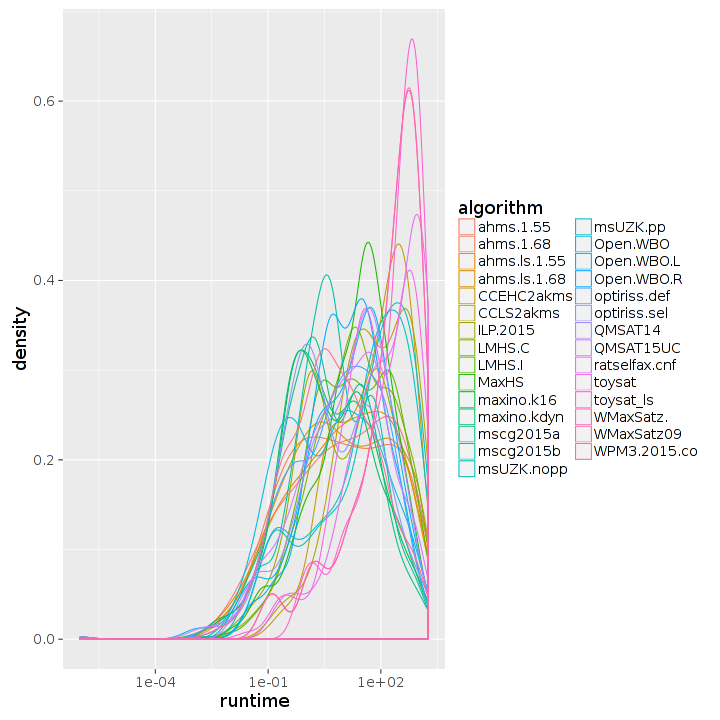 0.6
0.4
0.2
0.0
density
1e-04
1e-01
1e+02
runtime
algorithm
ahms.1.55
ahms.1.68
ahms.ls.1.55
ahms.ls.1.68
CCEHC2akms
CCLS2akms
ILP.2015
LMHS.C
LMHS.I
MaxHS
maxino.k16
maxino.kdyn
mscg2015a
mscg2015b
msUZK.nopp
msUZK.pp
Open.WBO
Open.WBO.L
Open.WBO.R
optiriss.def
optiriss.sel
QMSAT14
QMSAT15UC
ratselfax.cnf
toysat
toysat_ls
WMaxSatz.
WMaxSatz09
WPM3.2015.co